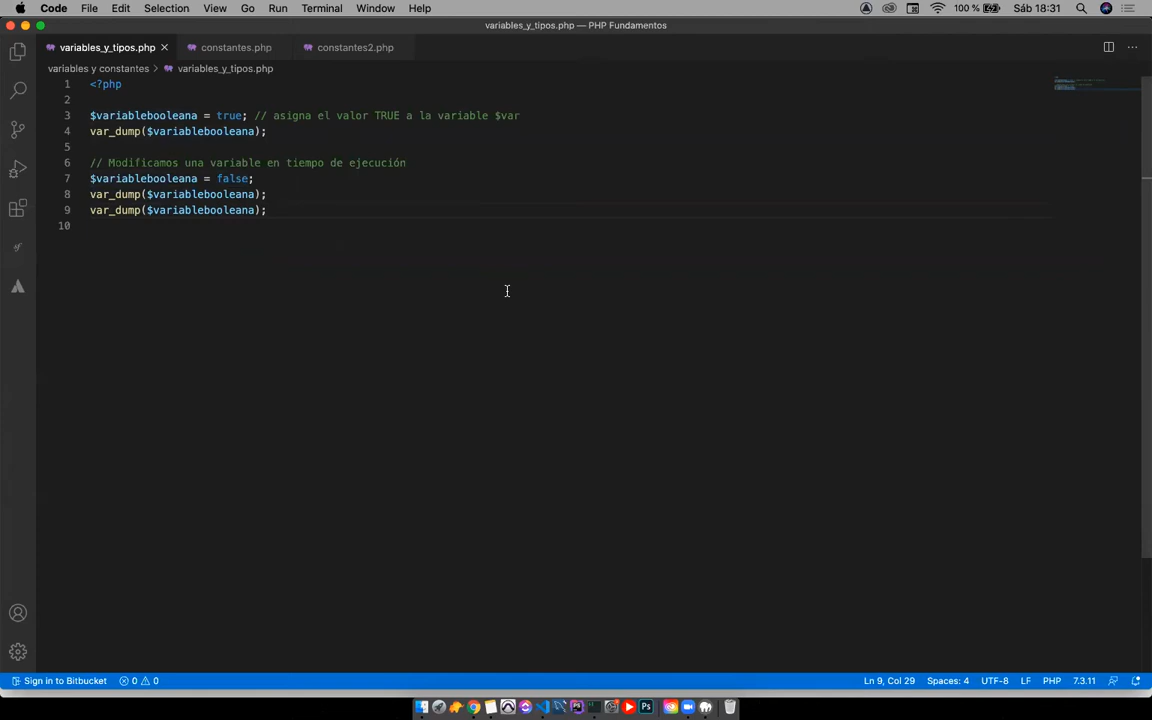 Code File Edit Selection View Go Run Terminal Window Help 100 % Sáb 18:31
variables_y_tipos.php — PHP Fundamentos
variables_y_tipos.php constantes.php constantes2.php
variables y constantes > variables_y_tipos.php
1 <?php
2
3 $variablebooleana = true; // asigna el valor TRUE a la variable $var
4 var_dump($variablebooleana);
5
6 // Modificamos una variable en tiempo de ejecución
7 $variablebooleana = false;
8 var_dump($variablebooleana);
9 var_dump($variablebooleana);
10
Sign in to Bitbucket 0 0 Ln 9, Col 29 Spaces: 4 UTF-8 LF PHP 7.3.11